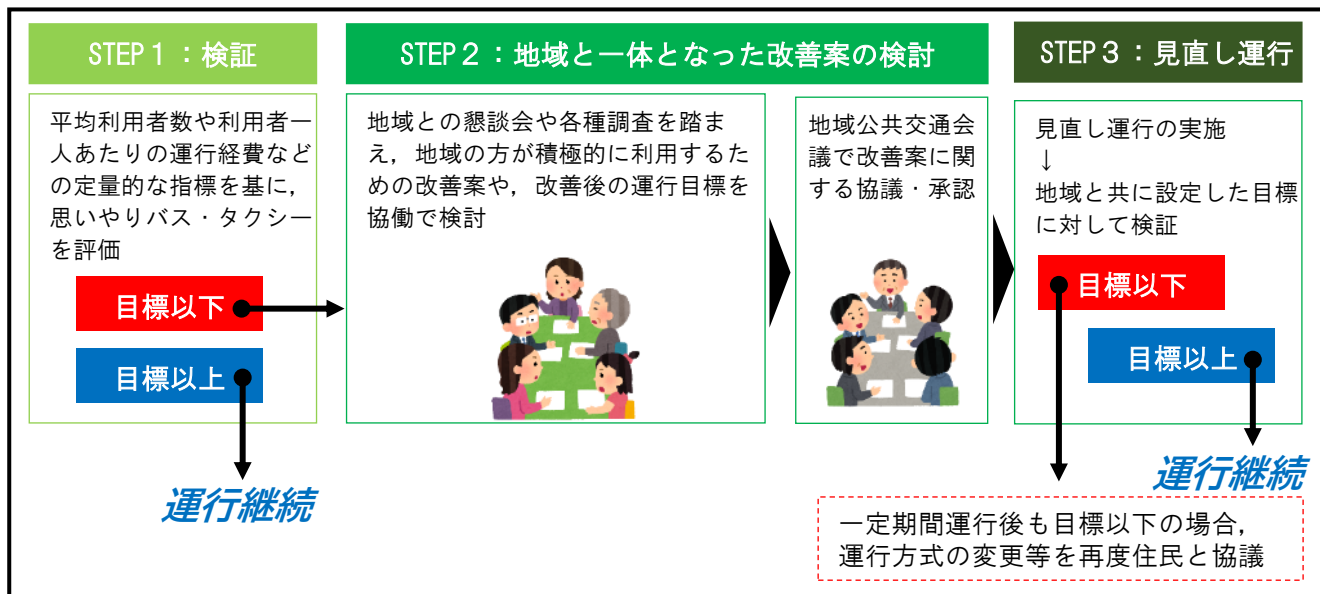 STEP１：検証
平均利用者数や利用者一
人あたりの運行経費など
の定量的な指標を基に，
思いやりバス・タクシー
を評価
目標以下
目標以上
運行継続
STEP２：地域と一体となった改善案の検討
地域との懇談会や各種調査を踏ま
え，地域の方が積極的に利用するた
めの改善案や，改善後の運行目標を
協働で検討
地域公共交通会
議で改善案に関
する協議・承認
STEP３：見直し運行
見直し運行の実施
↓
地域と共に設定した目標
に対して検証
目標以下
目標以上
運行継続
一定期間運行後も目標以下の場合，
運行方式の変更等を再度住民と協議